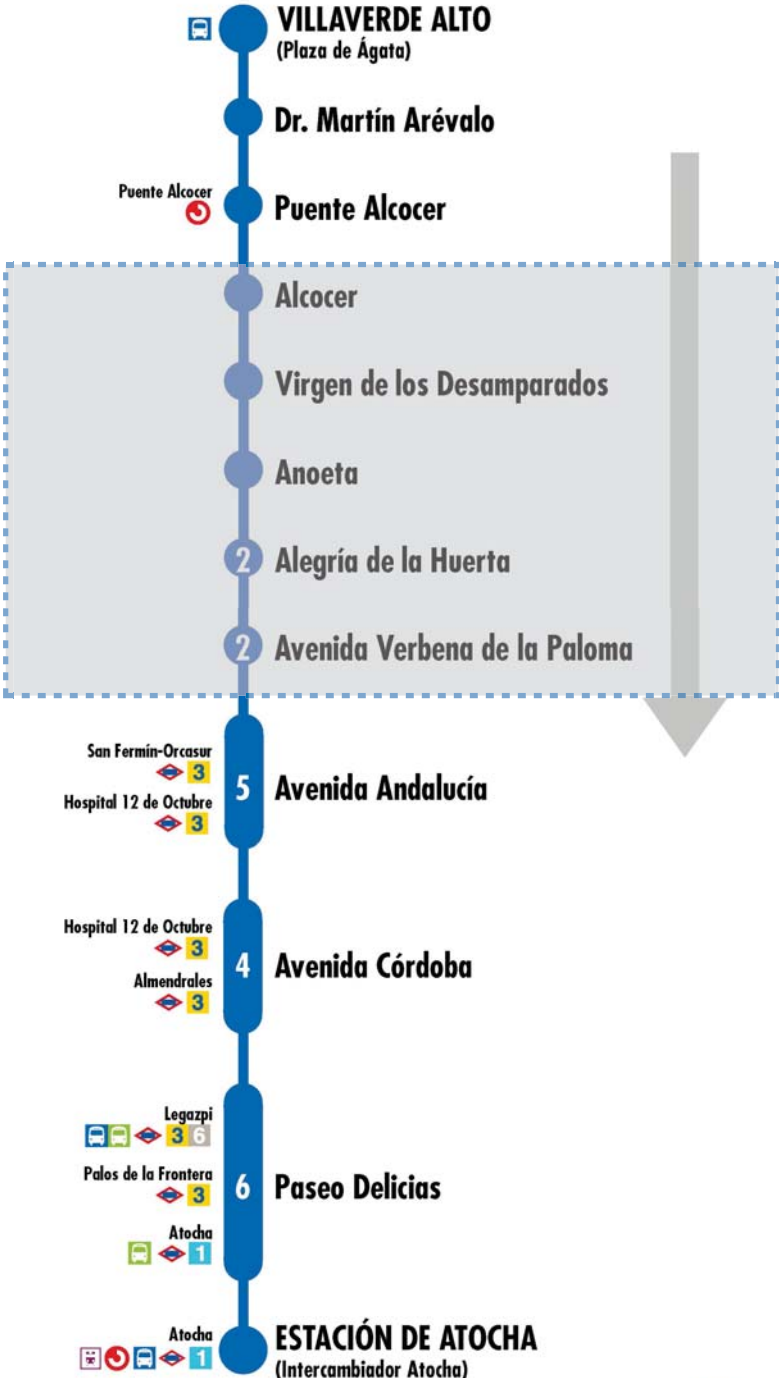 VILLAVERDE ALTO
(Plaza de Ágata)
Dr. Martín Arévalo
Puente Alcocer
Puente Alcocer
Alcocer
Virgen de los Desamparados
Anoeta
2 Alegría de la Huerta
2 Avenida Verbena de la Paloma
San Fermín-Orcasur
3
Hospital 12 de Octubre
3
5 Avenida Andalucía
Hospital 12 de Octubre
3
Almendrales
3
4 Avenida Córdoba
Legazpi
3 6
Palos de la Frontera
3
Atocha
1
6 Paseo Delicias
Atocha
1
ESTACIÓN DE ATOCHA
(Intercambiador Atocha)